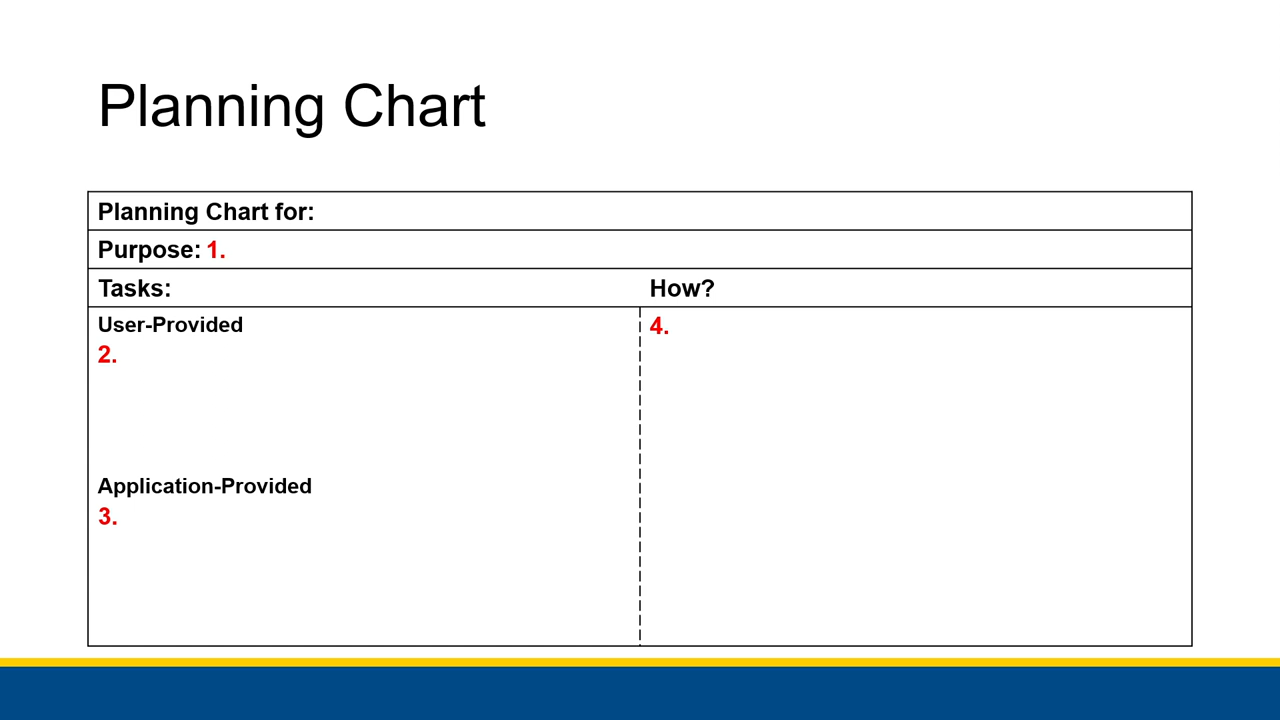 Planning Chart
Planning Chart for:
Purpose: 1.
Tasks:
How?
User-Provided
2.
4.
Application-Provided
3.